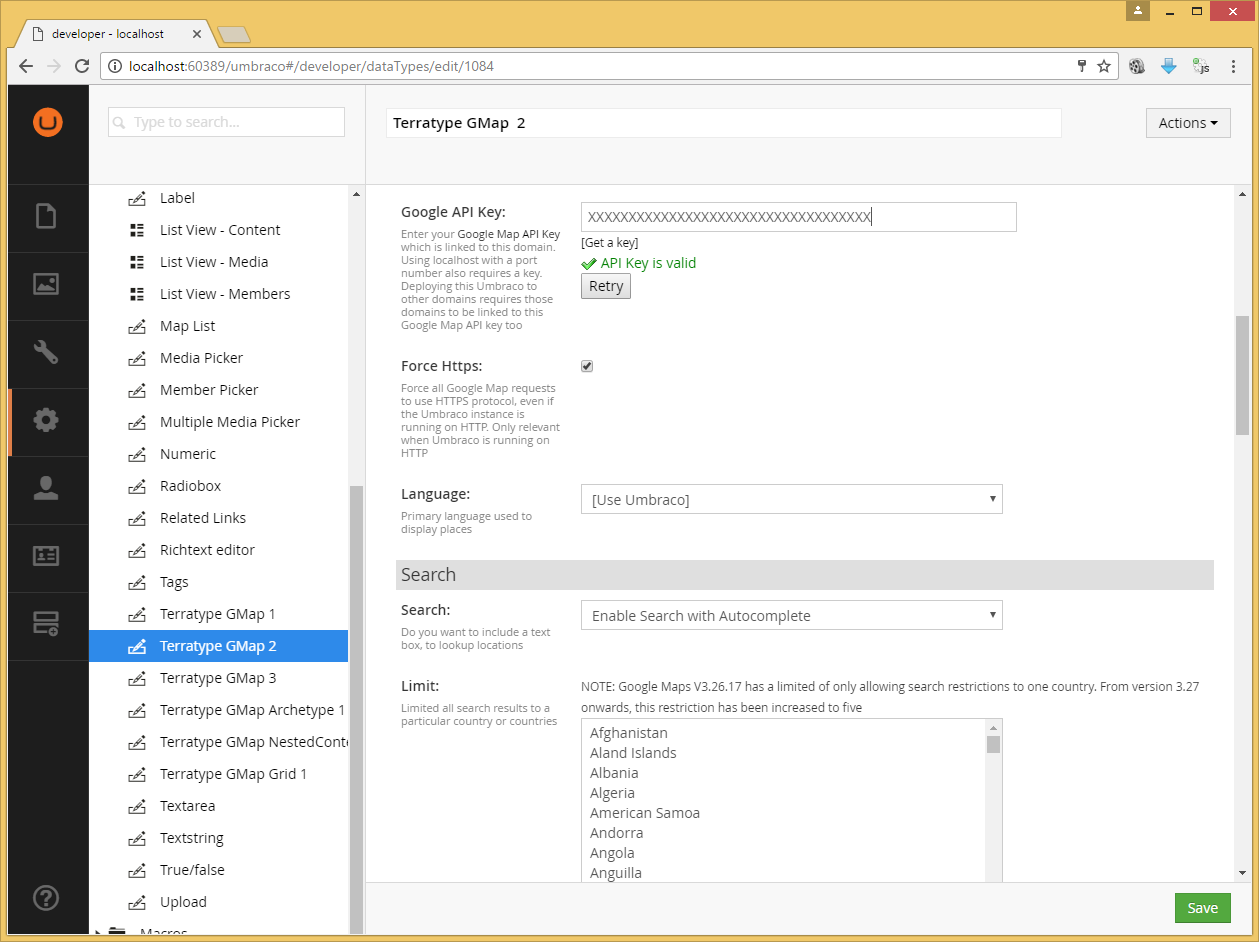 developer - localhost
localhost:60389/umbraco#/developer/dataTypes/edit/1084
js
Type to search...
Label
List View - Content
List View - Media
List View - Members
Map List
Media Picker
Member Picker
Multiple Media Picker
Numeric
Radiobox
Related Links
Richtext editor
Tags
Terratype GMap 1
Terratype GMap 2
Terratype GMap 3
Terratype GMap Archetype 1
Terratype GMap NestedConte
Terratype GMap Grid 1
Textarea
Textstring
True/false
Upload
Macros
Terratype GMap  2
Actions
Google API Key:
Enter your Google Map API Key
which is linked to this domain.
Using localhost with a port
number also requires a key.
Deploying this Umbraco to
other domains requires those
domains to be linked to this
Google Map API key too
XXXXXXXXXXXXXXXXXXXXXXXXXXXXXXXXXXX
[Get a key]
API Key is valid
Retry
Force Https:
Force all Google Map requests
to use HTTPS protocol, even if
the Umbraco instance is
running on HTTP. Only relevant
when Umbraco is running on
HTTP
Language:
Primary language used to
display places
[Use Umbraco]
Search
Search:
Do you want to include a text
box, to lookup locations
Enable Search with Autocomplete
Limit:
Limited all search results to a
particular country or countries
NOTE: Google Maps V3.26.17 has a limited of only allowing search restrictions to one country. From version 3.27
onwards, this restriction has been increased to five
Afghanistan
Aland Islands
Albania
Algeria
American Samoa
Andorra
Angola
Anguilla
Save